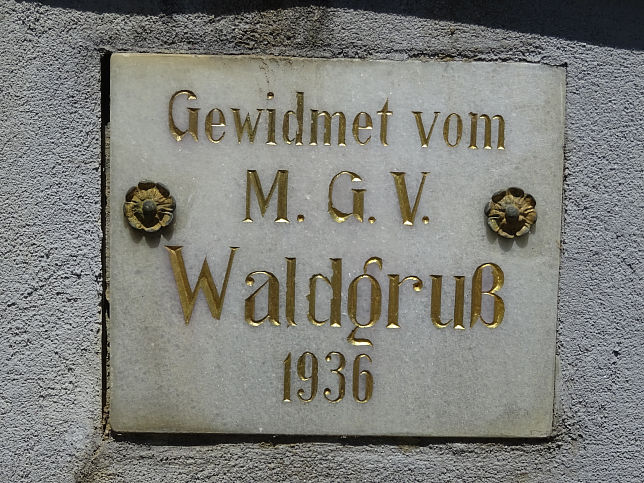 Gewidmet vom
M. G. V.
Waldgruß
1936